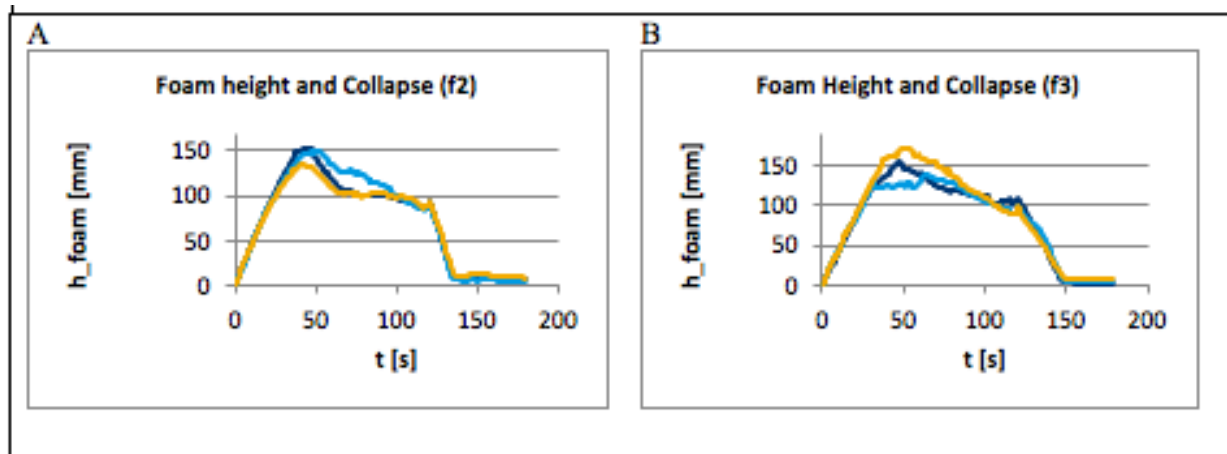 A
Foam height and Collapse (f2)
h_foam [mm]
150
100
50
0
0 50 100 150 200
t [s]
B
Foam Height and Collapse (f3)
h_foam [mm]
150
100
50
0
0 50 100 150 200
t [s]